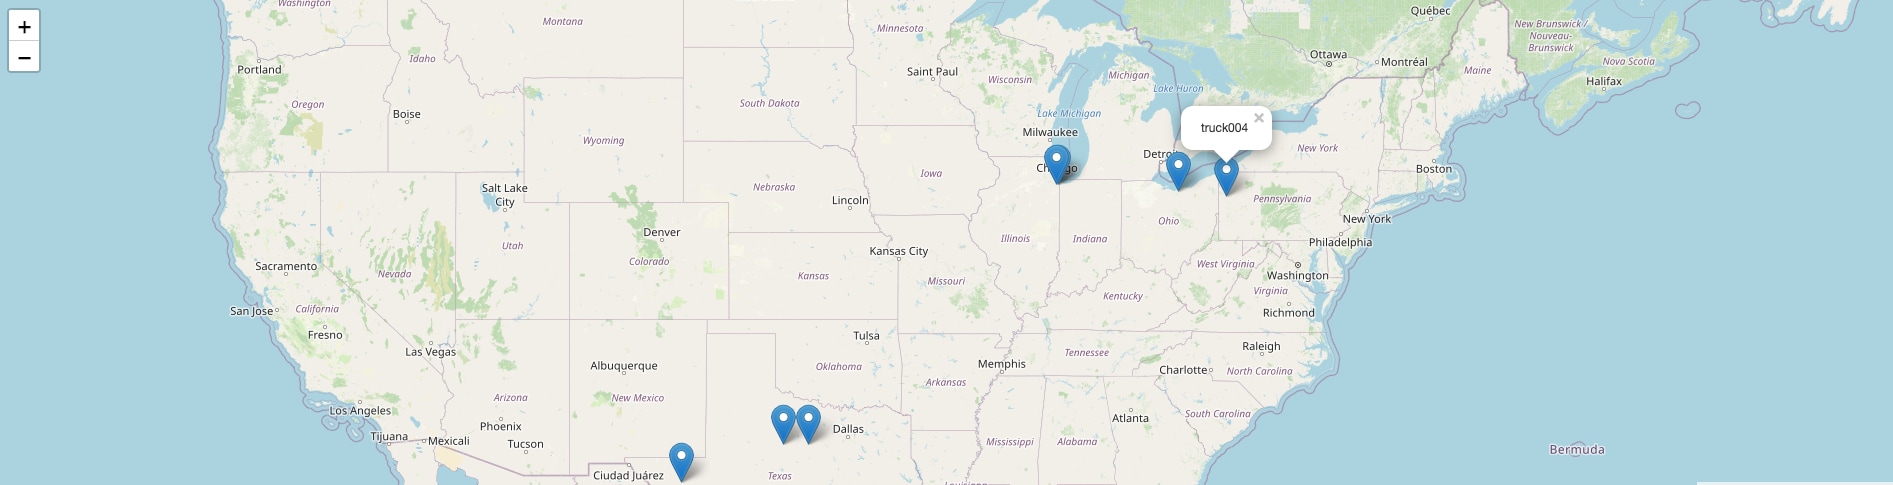 +
−
Washington
Montana
Minnesota
Québec
New Brunswick /
Nouveau-
Brunswick
Portland
Idaho
Saint Paul
Wisconsin
Michigan
Ottawa
Montréal
Maine
Nova Scotia
Halifax
Oregon
Boise
South Dakota
Lake Huron
Lake Michigan
Milwaukee
truck004
×
Wyoming
Detroit
New York
Iowa
Boston
Salt Lake
City
Nebraska
Lincoln
Pennsylvania
New York
Ohio
Denver
Utah
Colorado
Illinois
Indiana
Philadelphia
Kansas City
Sacramento
Nevada
Kansas
Missouri
West Virginia
Washington
Virginia
Kentucky
San Jose
California
Richmond
Fresno
Las Vegas
Tulsa
Raleigh
Albuquerque
Oklahoma
Memphis
Tennessee
Charlotte
North Carolina
Arkansas
Arizona
New Mexico
Los Angeles
Phoenix
Dallas
Atlanta
South Carolina
Tijuana
Mexicali
Tucson
Mississippi
Alabama
Bermuda
Ciudad Juárez
Texas